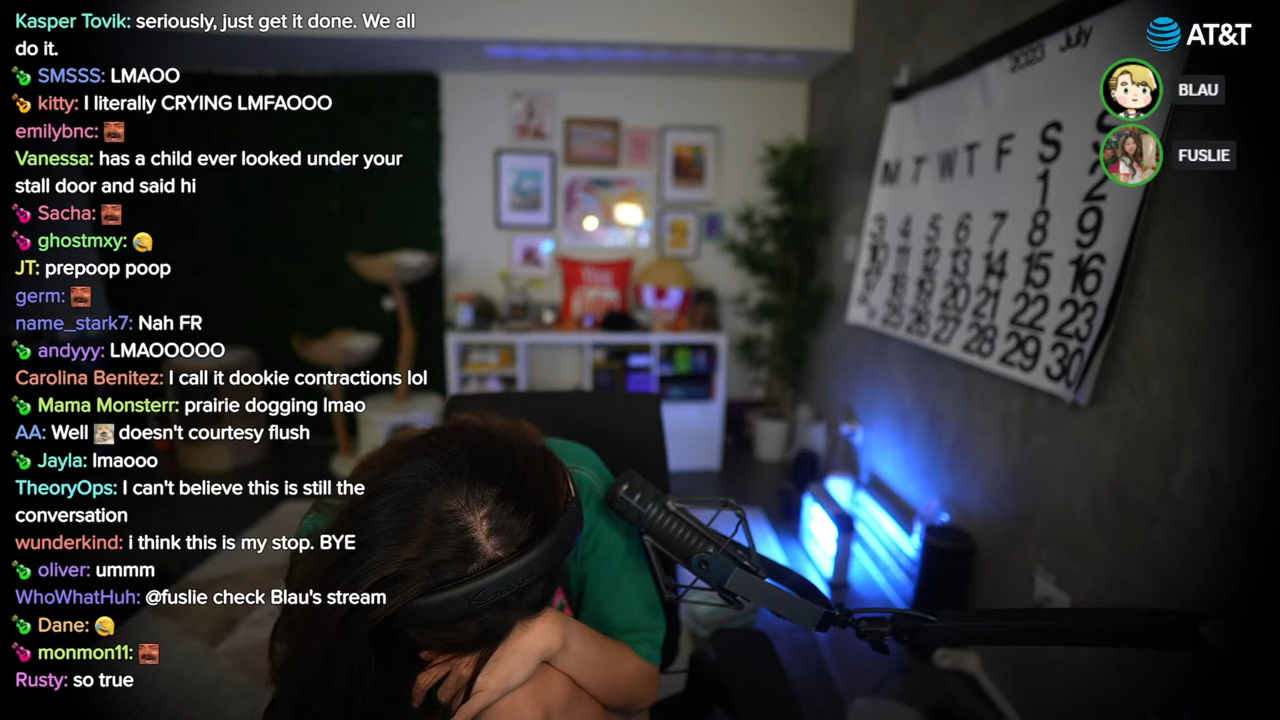 Kasper Tovik: seriously, just get it done. We all
do it.
SMSSS: LMAOO
kitty: I literally CRYING LMFAOOO
emilybnc:
Vanessa: has a child ever looked under your
stall door and said hi
Sacha:
ghostmxy:
JT: prepoop poop
germ:
name_stark7: Nah FR
andyyy: LMAOOOOO
Carolina Benitez: I call it dookie contractions lol
Mama Monsterr: prairie dogging lmao
AA: Well doesn't courtesy flush
Jayla: lmaooo
TheoryOps: I can't believe this is still the
conversation
wunderkind: i think this is my stop. BYE
oliver: ummm
WhoWhatHuh: @fuslie check Blau's stream
Dane:
monmon11:
Rusty: so true
AT&T
BLAU
FUSLIE
2023 July
M T W T F S S
1 2
3 4 5 6 7 8 9
10 11 12 13 14 15 16
17 18 19 20 21 22 23
25 26 27 28 29 30